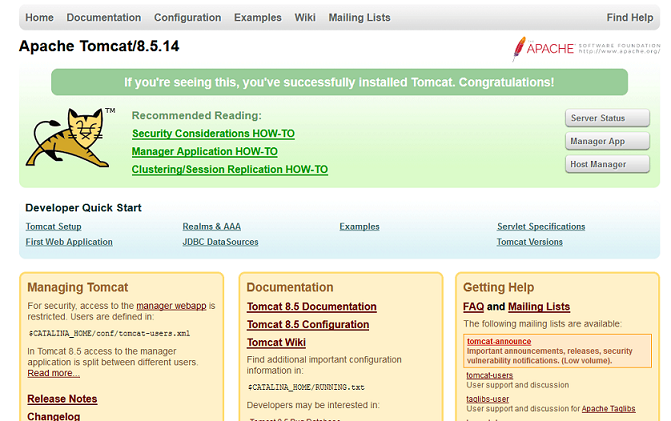 Home Documentation Configuration Examples Wiki Mailing Lists Find Help
Apache Tomcat/8.5.14
APACHE SOFTWARE FOUNDATION
http://www.apache.org/
If you're seeing this, you've successfully installed Tomcat. Congratulations!
TM
Recommended Reading:
Security Considerations HOW-TO
Manager Application HOW-TO
Clustering/Session Replication HOW-TO
Server Status
Manager App
Host Manager
Developer Quick Start
Tomcat Setup
First Web Application
Realms & AAA
JDBC DataSources
Examples
Servlet Specifications
Tomcat Versions
Managing Tomcat
For security, access to the manager webapp is
restricted. Users are defined in:
$CATALINA_HOME/conf/tomcat-users.xml
In Tomcat 8.5 access to the manager
application is split between different users.
Read more...
Release Notes
Changelog
Documentation
Tomcat 8.5 Documentation
Tomcat 8.5 Configuration
Tomcat Wiki
Find additional important configuration
information in:
$CATALINA_HOME/RUNNING.txt
Developers may be interested in:
Getting Help
FAQ and Mailing Lists
The following mailing lists are available:
tomcat-announce
Important announcements, releases, security
vulnerability notifications. (Low volume).
tomcat-users
User support and discussion
taglibs-user
User support and discussion for Apache Taglibs